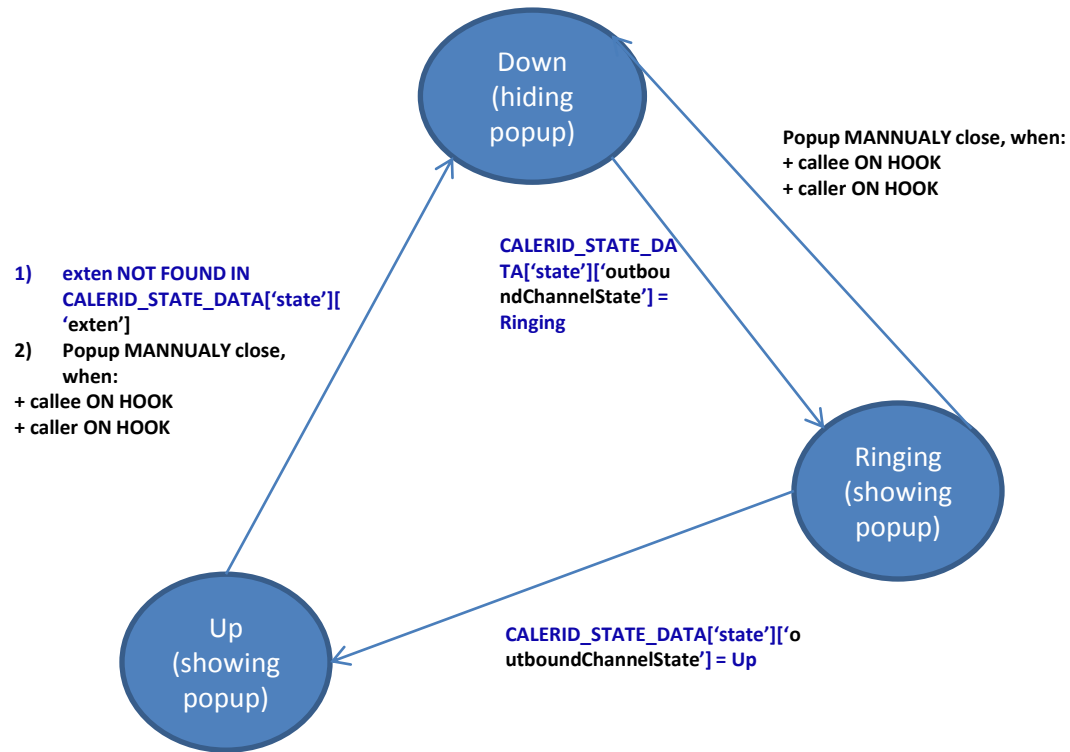 Down
(hiding
popup)
Popup MANNUALY close, when:
+ callee ON HOOK
+ caller ON HOOK
CALERID_STATE_DA
TA[‘state’][‘outbou
ndChannelState’] =
Ringing
1) exten NOT FOUND IN
CALERID_STATE_DATA[‘state’][
‘exten’]
2) Popup MANNUALY close,
when:
+ callee ON HOOK
+ caller ON HOOK
Ringing
(showing
popup)
Up
(showing
popup)
CALERID_STATE_DATA[‘state’][‘o
utboundChannelState’] = Up